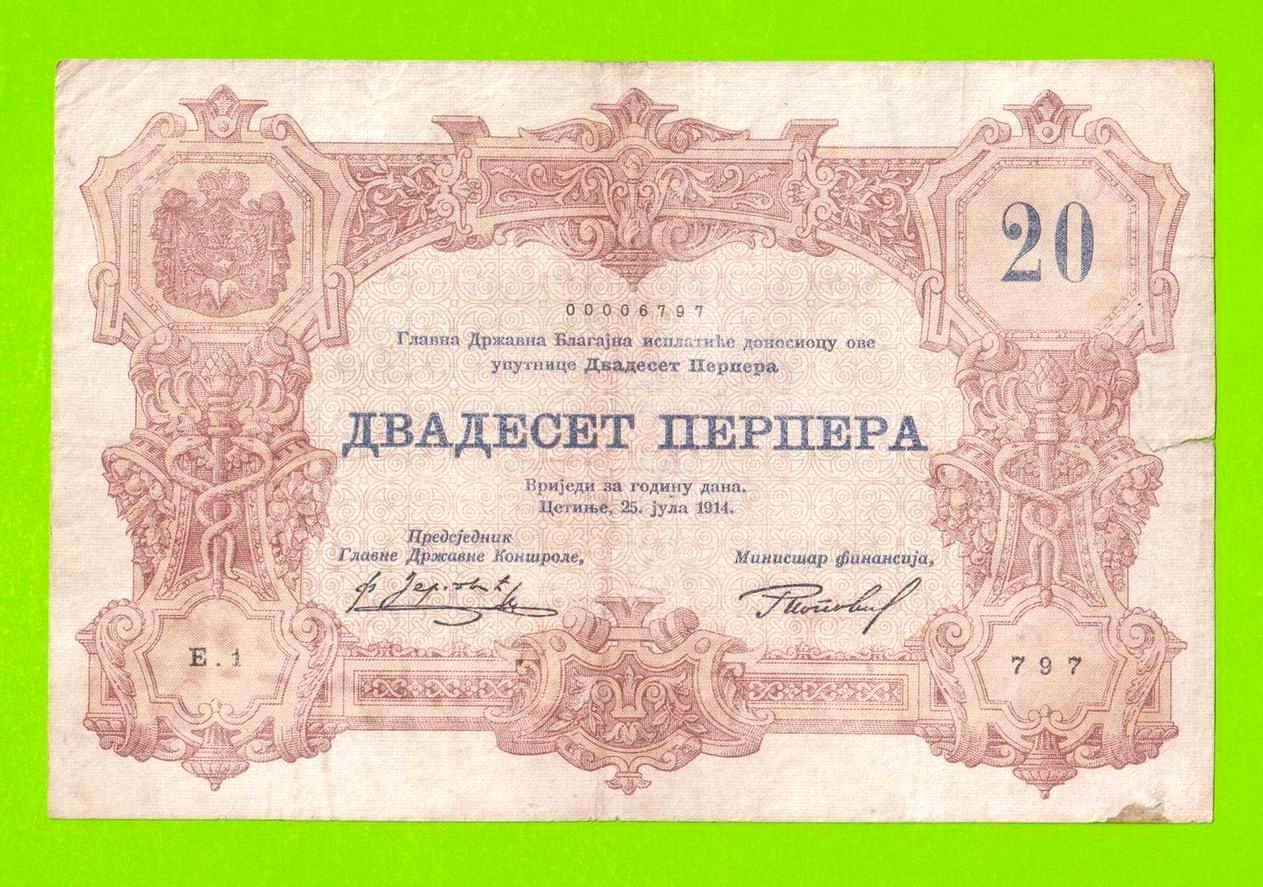 20
00006797
Главна Државна Благајна исплатиће доносиоцу ове
упутнице Двадесет Перпера
ДВАДЕСЕТ ПЕРПЕРА
Вриједи за годину дана.
Цетиње, 25. јула 1914.
Предсједник
Главне Државне Контроле,
Министар финансија,
Е.1
797